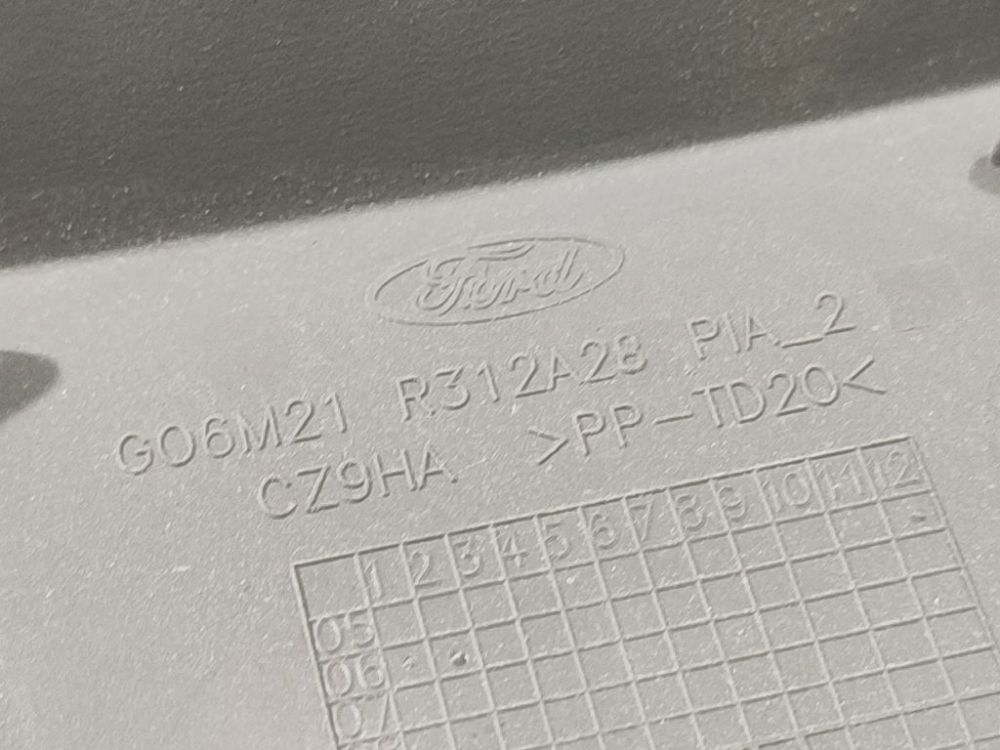 Ford
G06M21 R312A28 PIA_2
CZ9HA >PP-TD20<
1 2 3 4 5 6 7 8 9 10 11 12
05
06
07